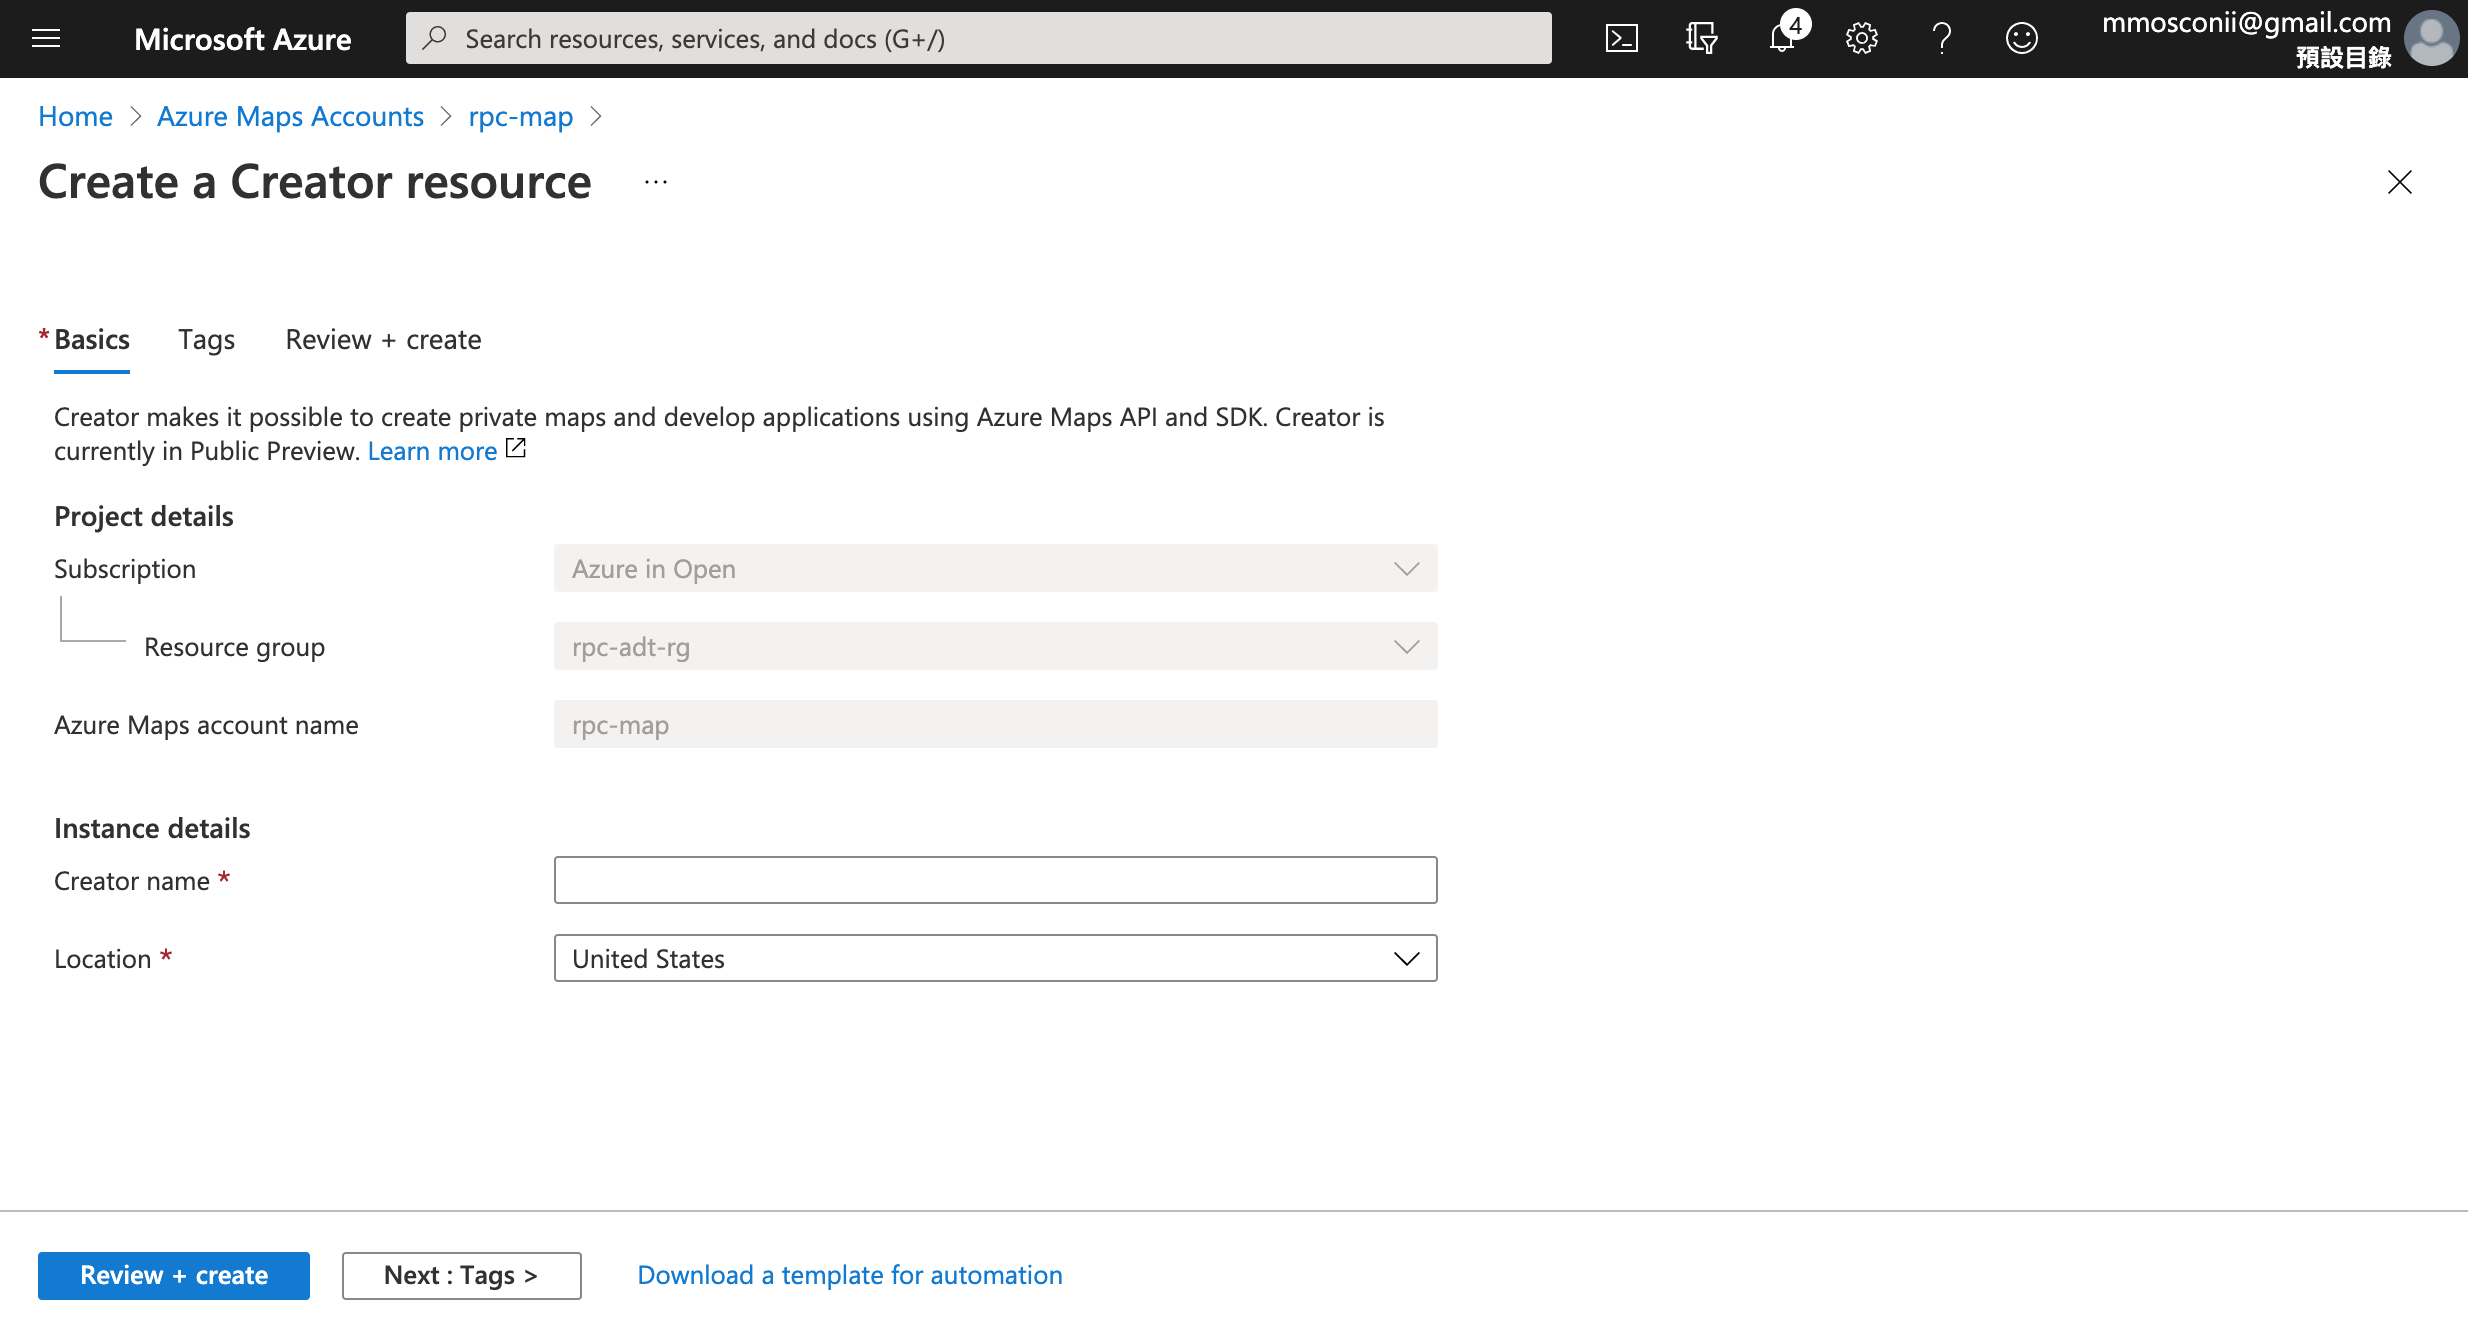 Microsoft Azure
Search resources, services, and docs (G+/)
4
mmosconii@gmail.com
預設目錄
Home > Azure Maps Accounts > rpc-map >
Create a Creator resource ...
* Basics Tags Review + create
Creator makes it possible to create private maps and develop applications using Azure Maps API and SDK. Creator is
currently in Public Preview. Learn more
Project details
Subscription Azure in Open
Resource group rpc-adt-rg
Azure Maps account name rpc-map
Instance details
Creator name *
Location * United States
Review + create Next : Tags > Download a template for automation